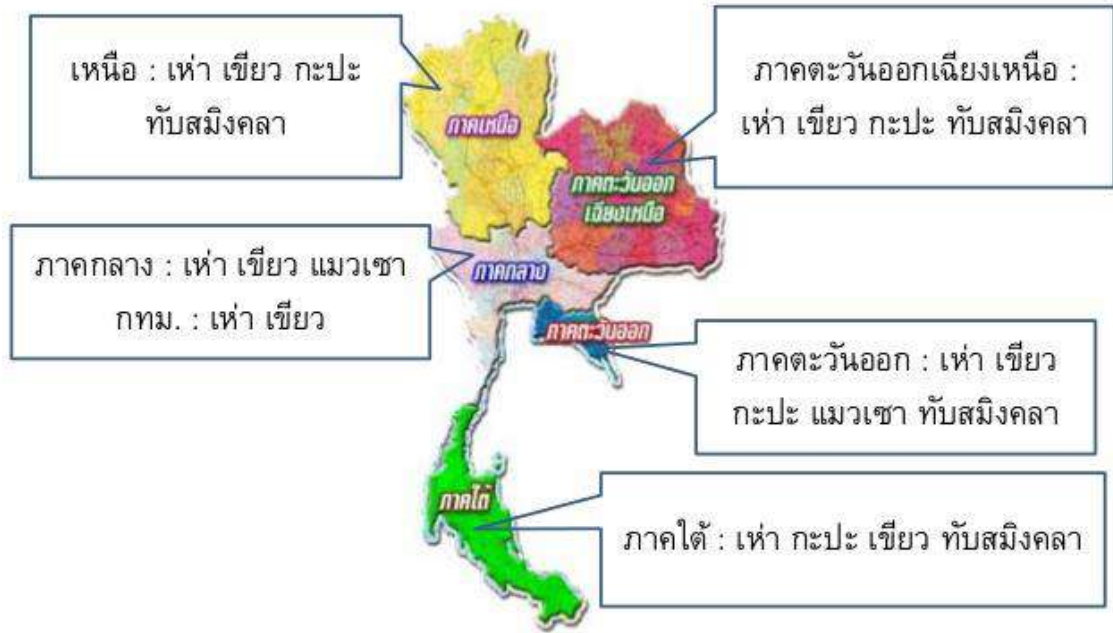 เหนือ : เห่า เขียว กะปะ
ทับสมิงคลา
ภาคตะวันออกเฉียงเหนือ :
เห่า เขียว กะปะ ทับสมิงคลา
ภาคเหนือ
ภาคตะวันออก
เฉียงเหนือ
ภาคกลาง : เห่า เขียว แมวเซา
กทม. : เห่า เขียว
ภาคกลาง
ภาคตะวันออก
ภาคตะวันออก : เห่า เขียว
กะปะ แมวเซา ทับสมิงคลา
ภาคใต้
ภาคใต้ : เห่า กะปะ เขียว ทับสมิงคลา